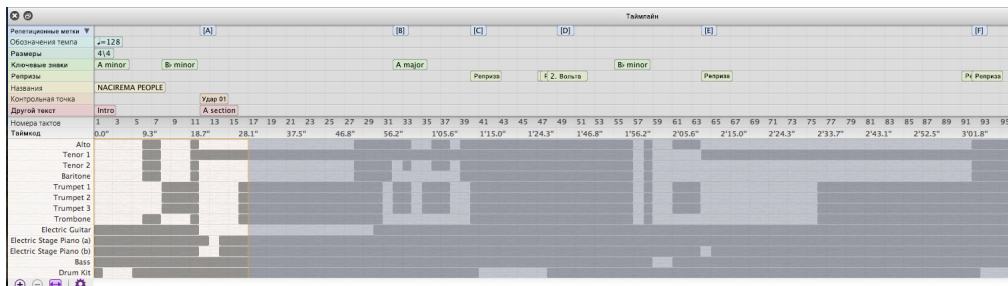 Таймлайн
Репетиционные метки ▼ [A] [B] [C] [D] [E] [F]
Обозначения темпа ♩=128
Размеры 4\4
Ключевые знаки A minor B♭ minor A major B♭ minor
Репризы Реприза F 2. Вольта Реприза Ре Реприза
Названия NACIREMA PEOPLE
Контрольная точка Удар 01
Другой текст Intro A section
Номера тактов 1 3 5 7 9 11 13 15 17 19 21 23 25 27 29 31 33 35 37 39 41 43 45 47 49 51 53 55 57 59 61 63 65 67 69 71 73 75 77 79 81 83 85 87 89 91 93 95
Таймкод 0.0" 9.3" 18.7" 28.1" 37.5" 46.8" 56.2" 1'05.6" 1'15.0" 1'24.3" 1'46.8" 1'56.2" 2'05.6" 2'15.0" 2'24.3" 2'33.7" 2'43.1" 2'52.5" 3'01.8"
Alto
Tenor 1
Tenor 2
Baritone
Trumpet 1
Trumpet 2
Trumpet 3
Trombone
Electric Guitar
Electric Stage Piano (a)
Electric Stage Piano (b)
Bass
Drum Kit